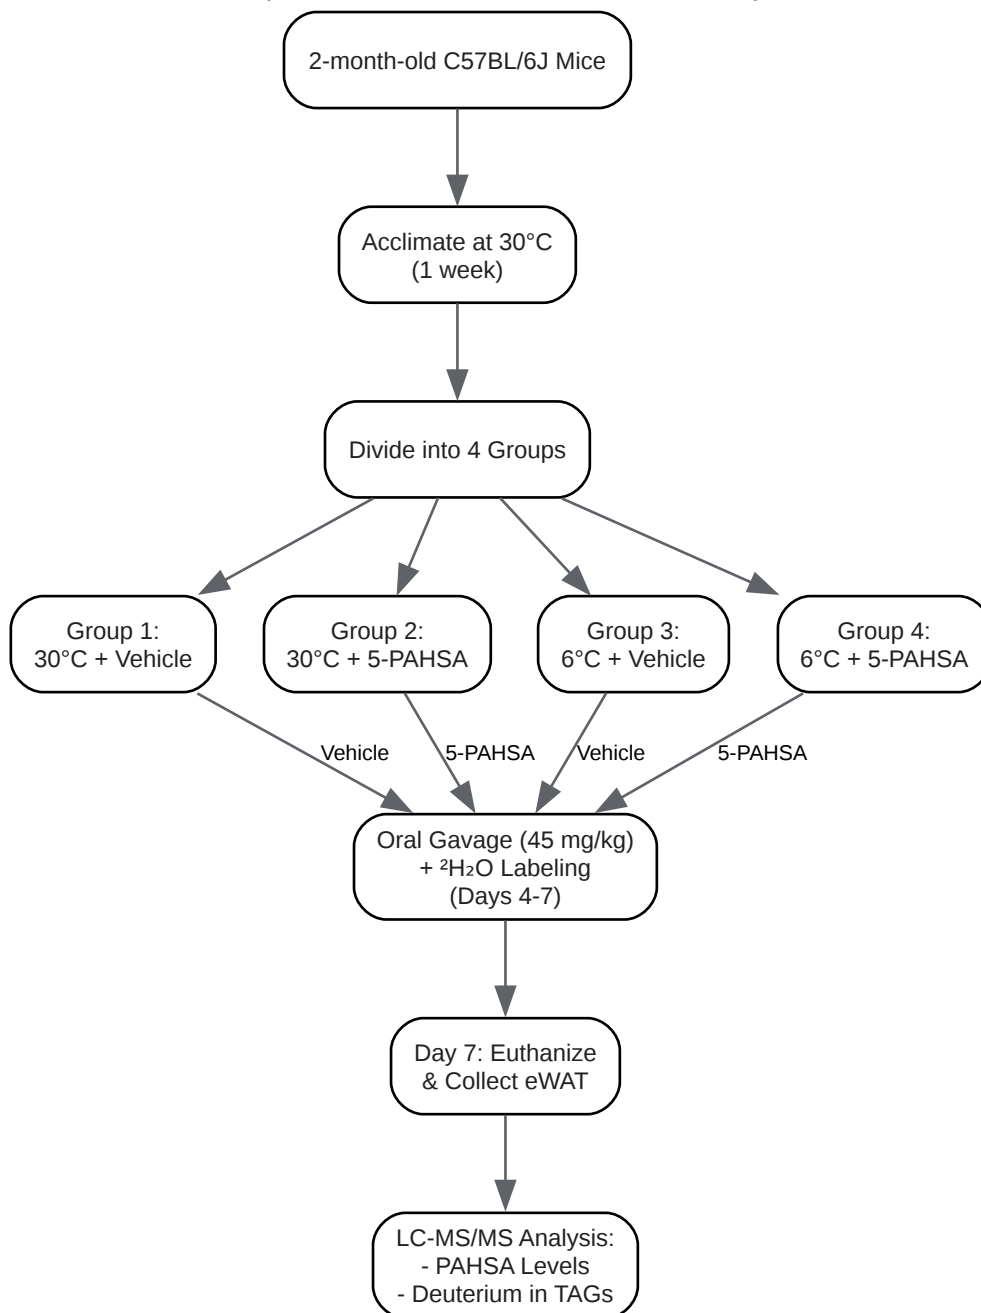 2-month-old C57BL/6J Mice
Acclimate at 30°C
(1 week)
Divide into 4 Groups
Group 1:
30°C + Vehicle
Group 2:
30°C + 5-PAHSA
Group 3:
6°C + Vehicle
Group 4:
6°C + 5-PAHSA
Vehicle
5-PAHSA
Vehicle
5-PAHSA
Oral Gavage (45 mg/kg)
+ ²H₂O Labeling
(Days 4-7)
Day 7: Euthanize
& Collect eWAT
LC-MS/MS Analysis:
- PAHSA Levels
- Deuterium in TAGs